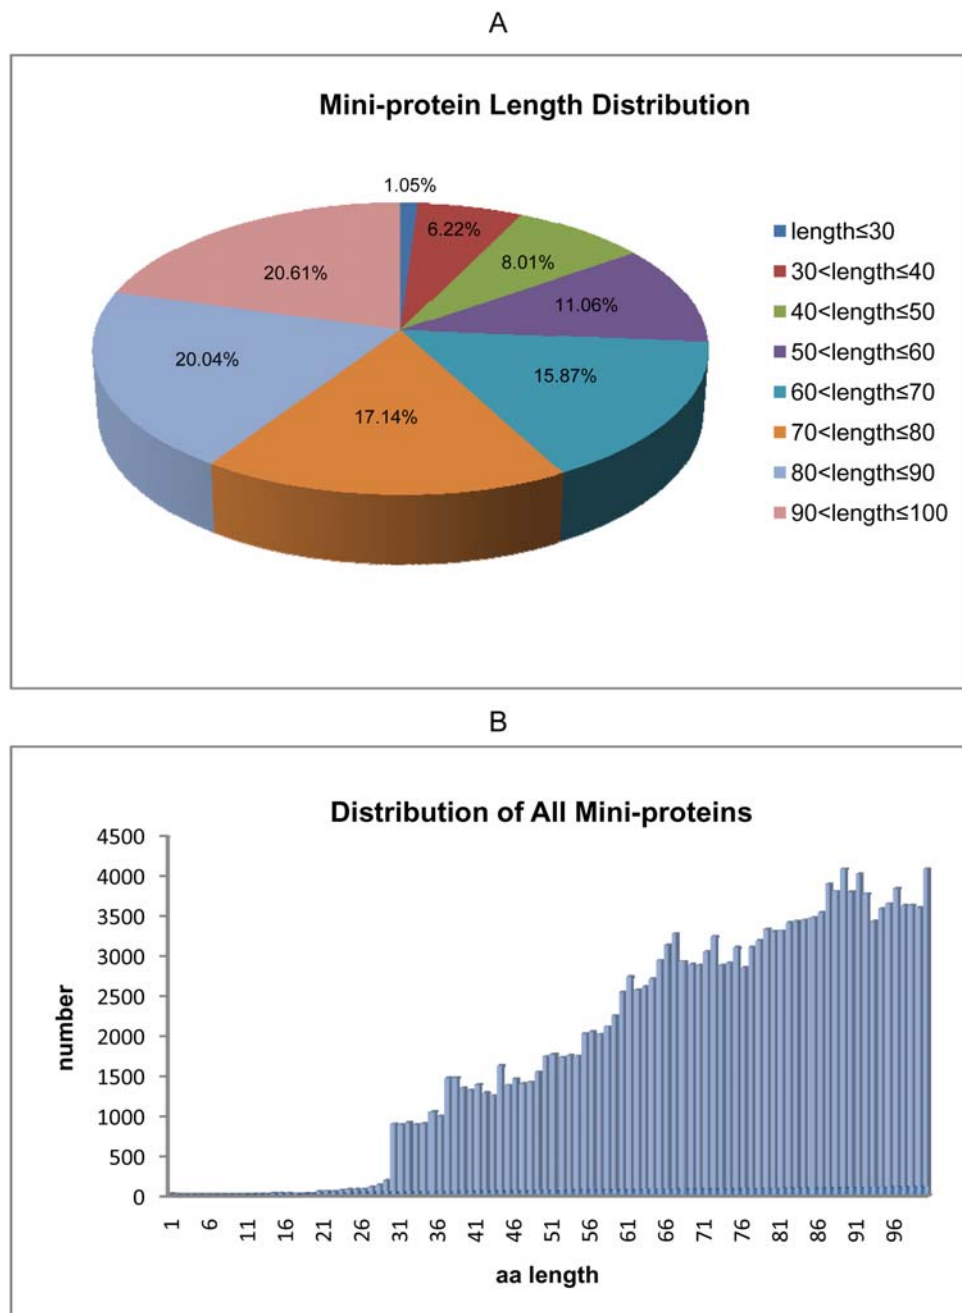 A
Mini-protein Length Distribution
1.05%
6.22%
8.01%
11.06%
15.87%
17.14%
20.04%
20.61%
length≤30
30<length≤40
40<length≤50
50<length≤60
60<length≤70
70<length≤80
80<length≤90
90<length≤100
B
Distribution of All Mini-proteins
4500
4000
3500
3000
2500
2000
1500
1000
500
0
number
1 6 11 16 21 26 31 36 41 46 51 56 61 66 71 76 81 86 91 96
aa length